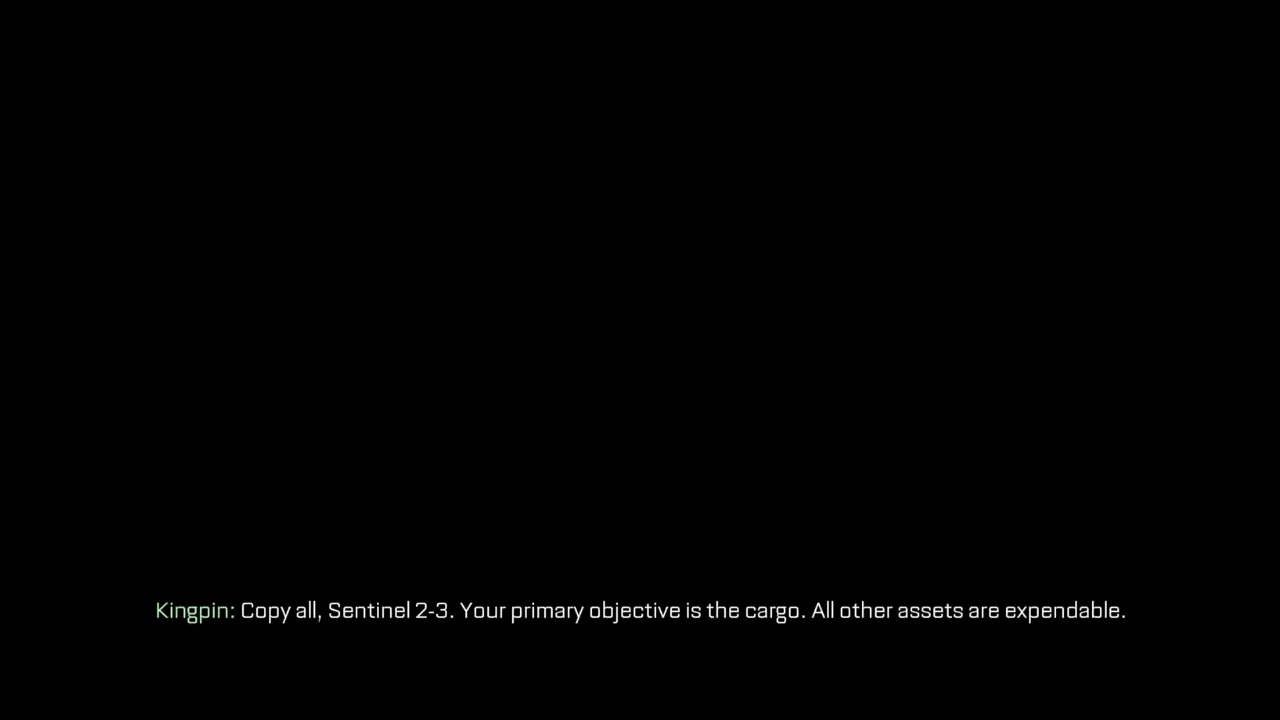 Kingpin: Copy all, Sentinel 2-3. Your primary objective is the cargo. All other assets are expendable.